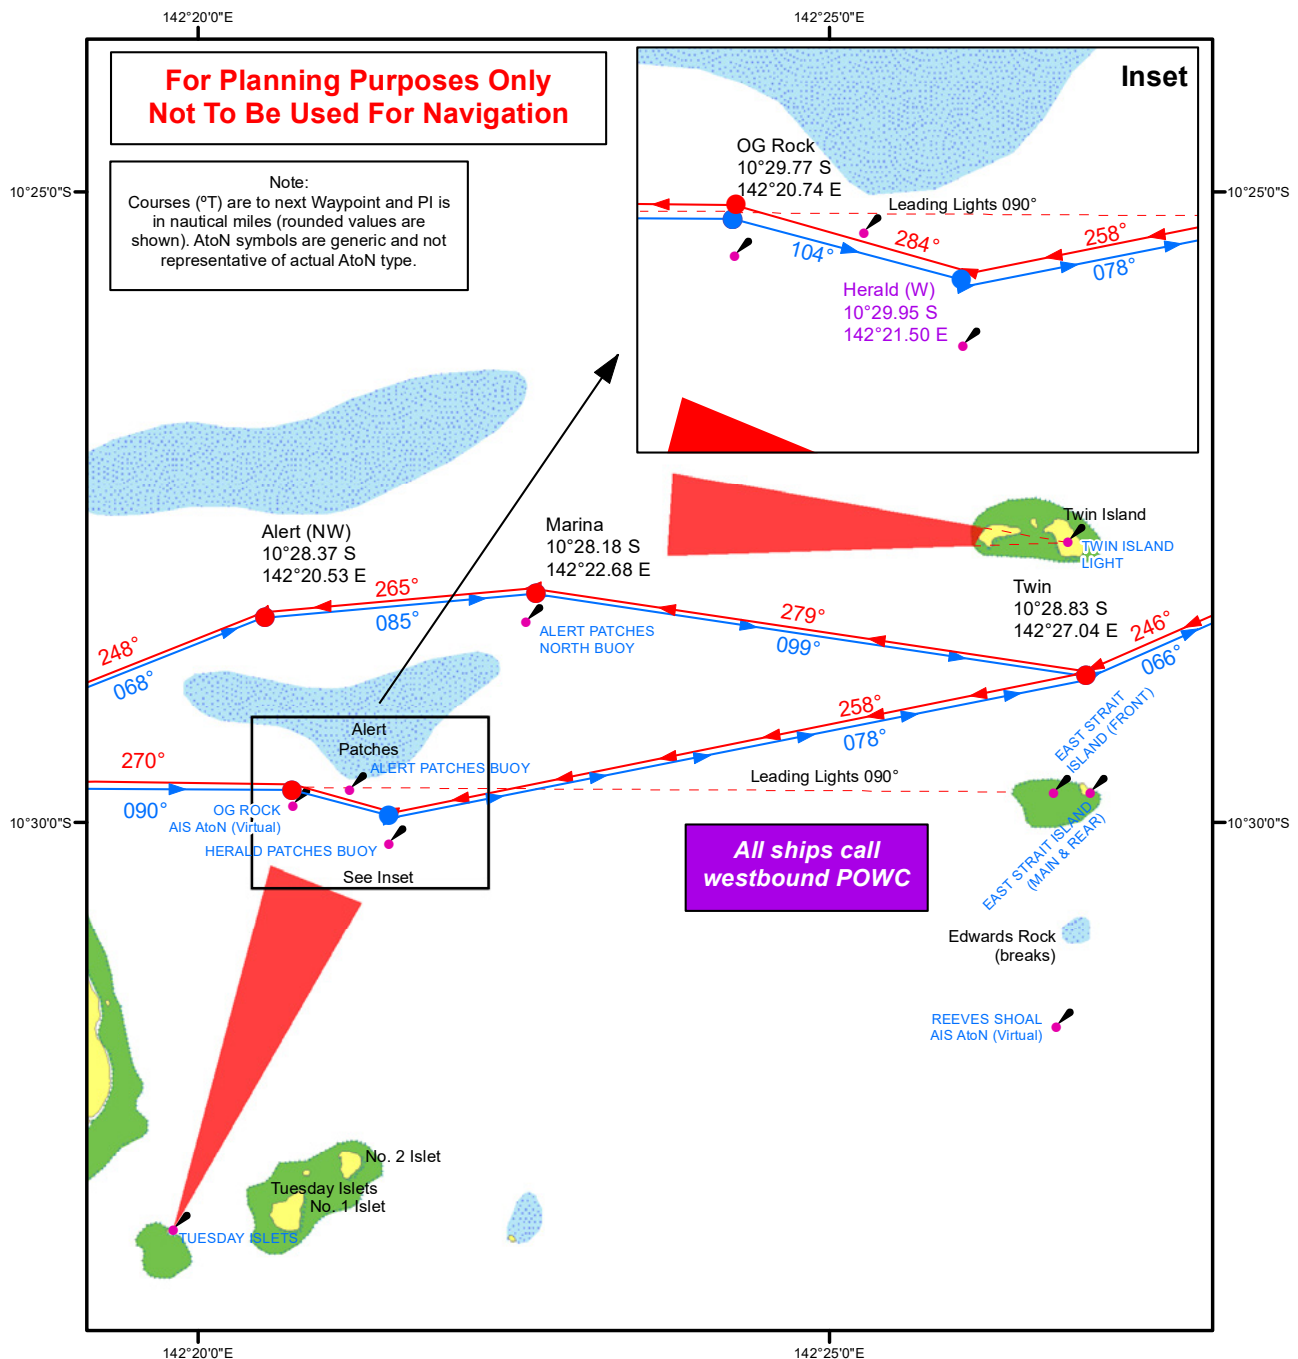 142°20'0"E
142°25'0"E
For Planning Purposes Only
Not To Be Used For Navigation
Inset
Note:
Courses (ºT) are to next Waypoint and PI is
in nautical miles (rounded values are
shown). AtoN symbols are generic and not
representative of actual AtoN type.
10°25'0"S
10°25'0"S
OG Rock
10°29.77 S
142°20.74 E
Leading Lights 090°
104°
284°
258°
078°
Herald (W)
10°29.95 S
142°21.50 E
Alert (NW)
10°28.37 S
142°20.53 E
Marina
10°28.18 S
142°22.68 E
Twin Island
TWIN ISLAND
LIGHT
Twin
10°28.83 S
142°27.04 E
265°
085°
248°
068°
ALERT PATCHES
NORTH BUOY
279°
099°
246°
066°
258°
078°
EAST STRAIT
ISLAND (FRONT)
Alert
Patches
ALERT PATCHES BUOY
270°
090°
Leading Lights 090°
OG ROCK
AIS AtoN (Virtual)
HERALD PATCHES BUOY
See Inset
10°30'0"S
10°30'0"S
All ships call
westbound POWC
EAST STRAIT ISLAND
(MAIN & REAR)
Edwards Rock
(breaks)
REEVES SHOAL
AIS AtoN (Virtual)
No. 2 Islet
Tuesday Islets
No. 1 Islet
TUESDAY ISLETS
142°20'0"E
142°25'0"E